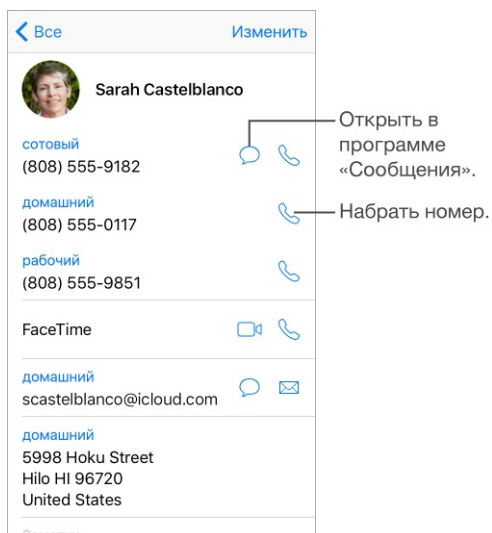 Все
Изменить
Sarah Castelblanco
сотовый
(808) 555-9182
Открыть в
программе
«Сообщения».
домашний
(808) 555-0117
Набрать номер.
рабочий
(808) 555-9851
FaceTime
домашний
scastelblanco@icloud.com
домашний
5998 Hoku Street
Hilo HI 96720
United States